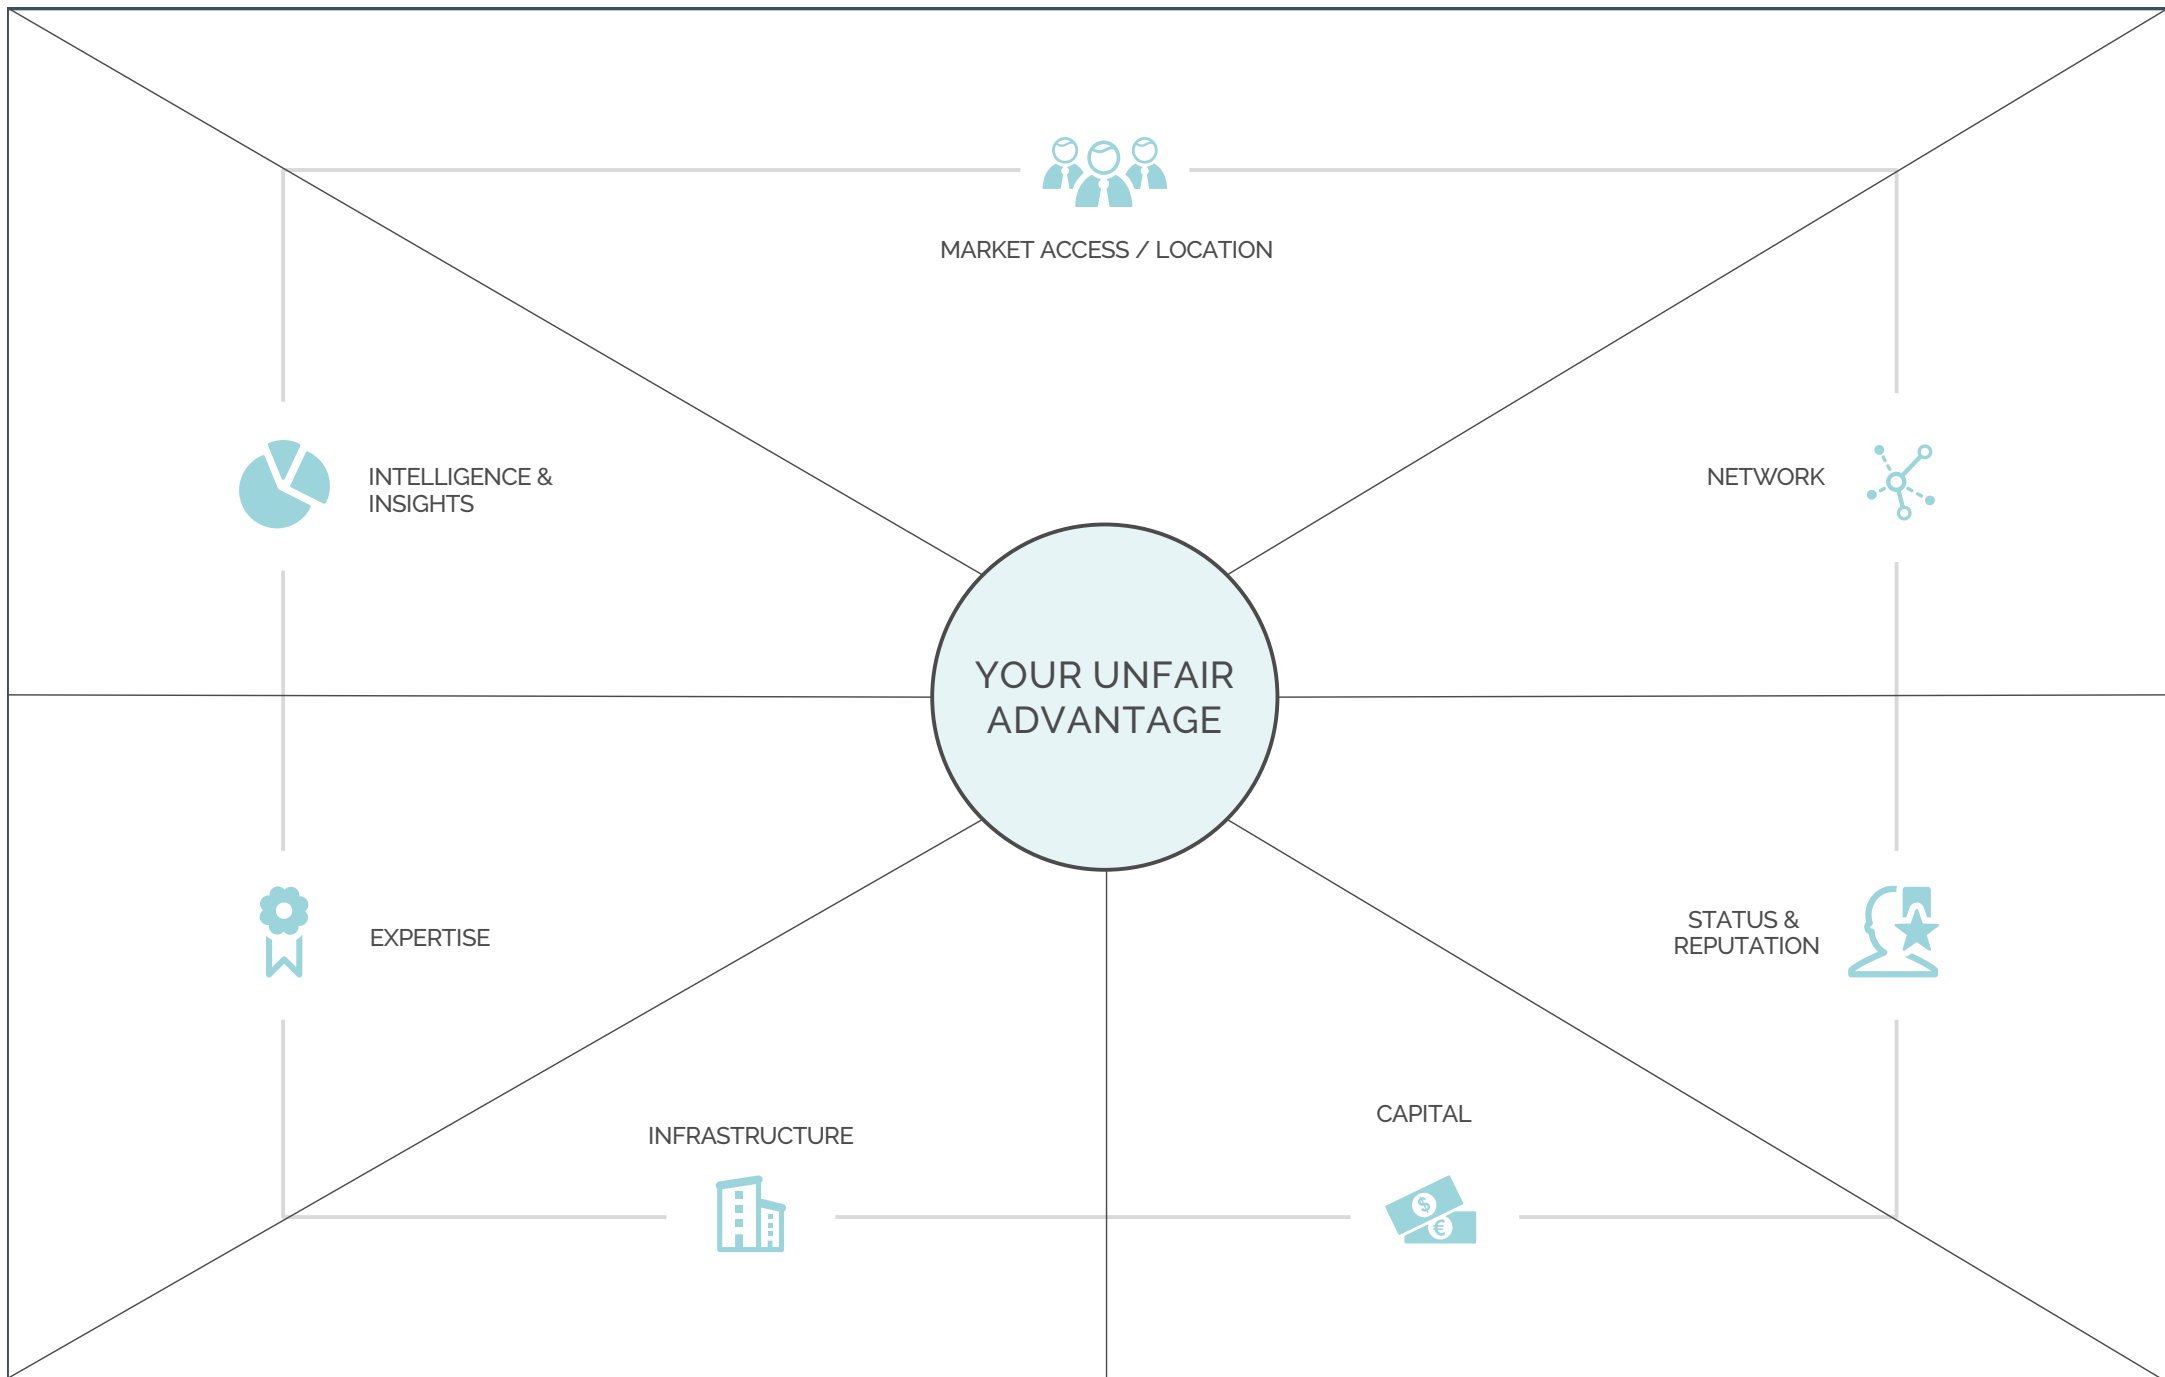 MARKET ACCESS / LOCATION
INTELLIGENCE &
INSIGHTS
NETWORK
YOUR UNFAIR
ADVANTAGE
EXPERTISE
STATUS &
REPUTATION
INFRASTRUCTURE
CAPITAL
$
€